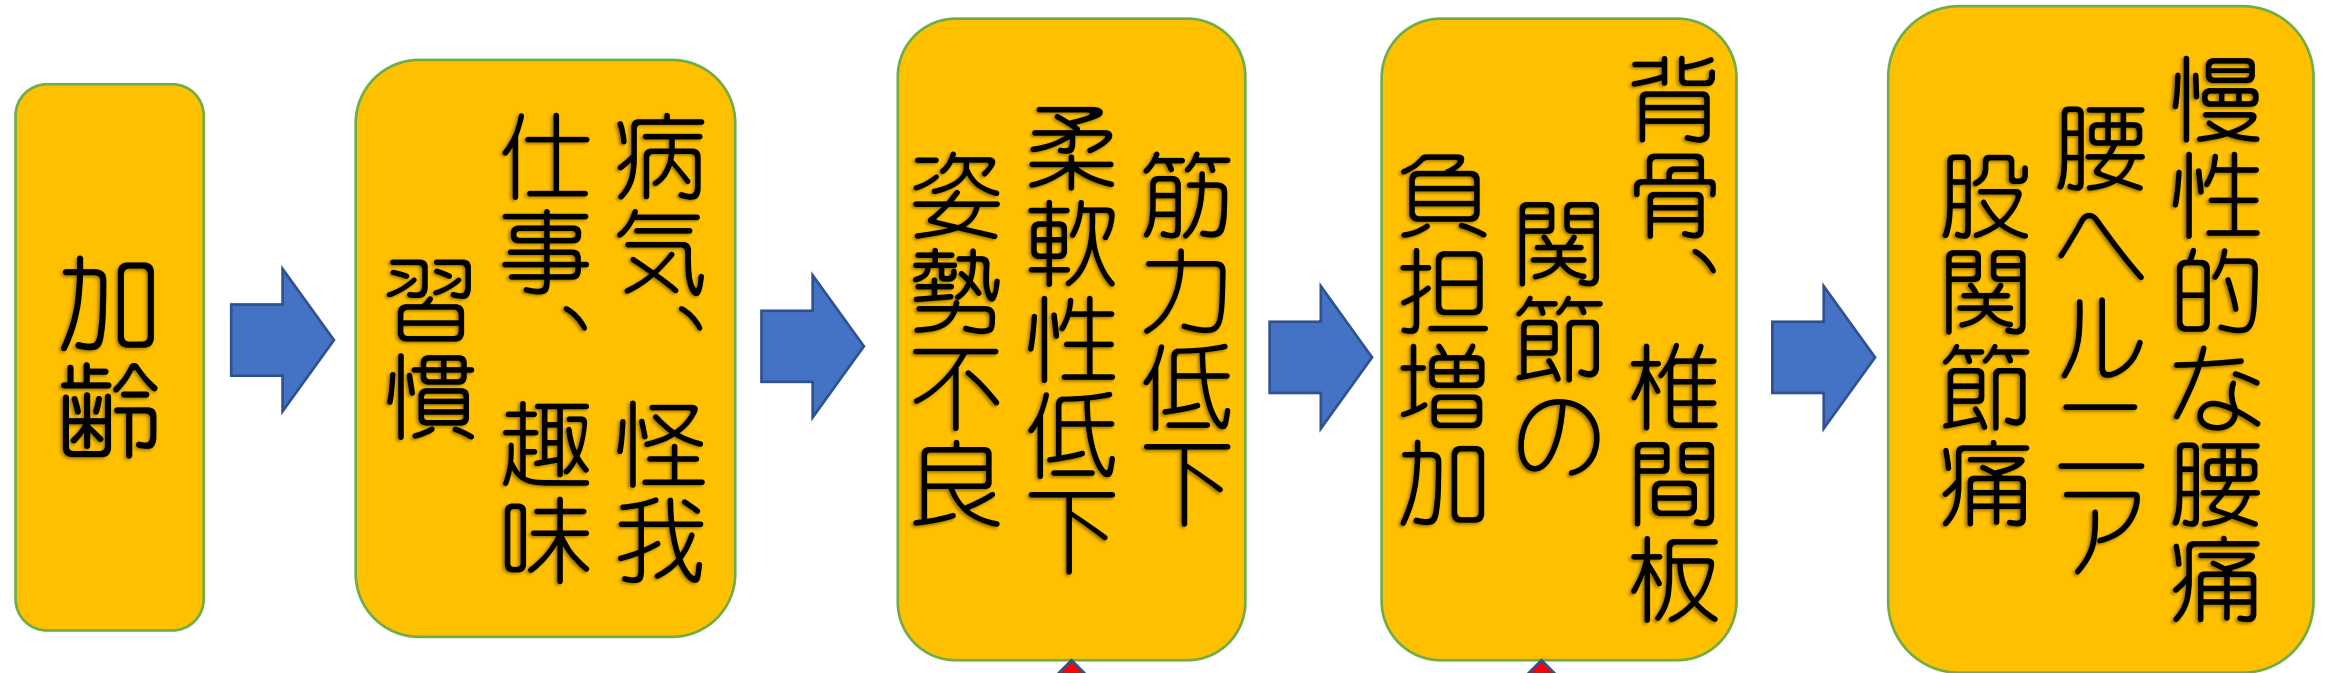 加齢
病気、怪我
仕事、趣味
習慣
筋力低下
柔軟性低下
姿勢不良
背骨、椎間板
関節の
負担増加
慢性的な腰痛
腰ヘルニア
股関節痛